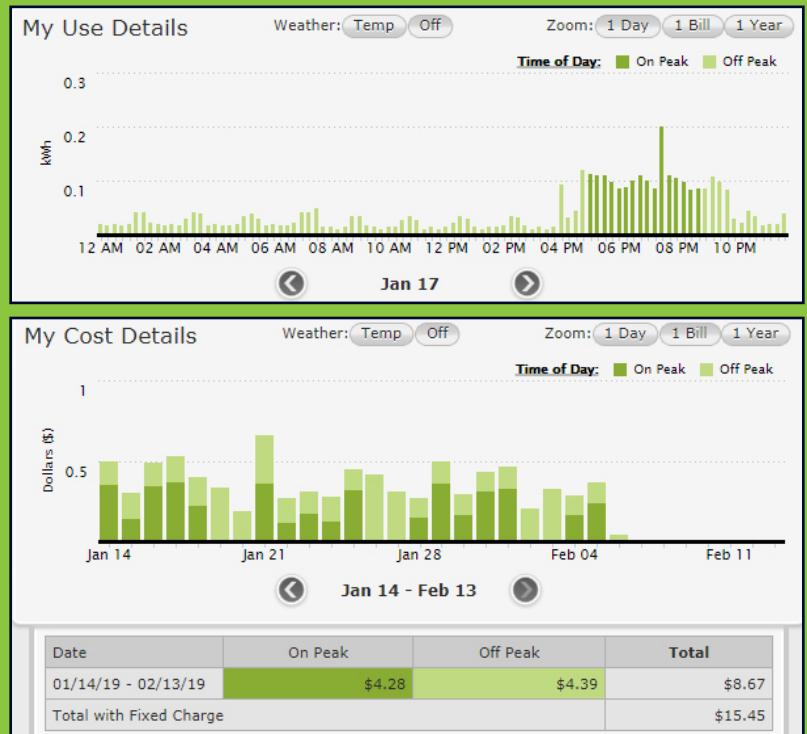 My Use Details Weather: Temp Off Zoom: 1 Day 1 Bill 1 Year
Time of Day: On Peak Off Peak
0.3
0.2
kWh
0.1
12 AM 02 AM 04 AM 06 AM 08 AM 10 AM 12 PM 02 PM 04 PM 06 PM 08 PM 10 PM
Jan 17
My Cost Details Weather: Temp Off Zoom: 1 Day 1 Bill 1 Year
Time of Day: On Peak Off Peak
1
Dollars ($)
0.5
Jan 14 Jan 21 Jan 28 Feb 04 Feb 11
Jan 14 - Feb 13
Date On Peak Off Peak Total
01/14/19 - 02/13/19 $4.28 $4.39 $8.67
Total with Fixed Charge $15.45